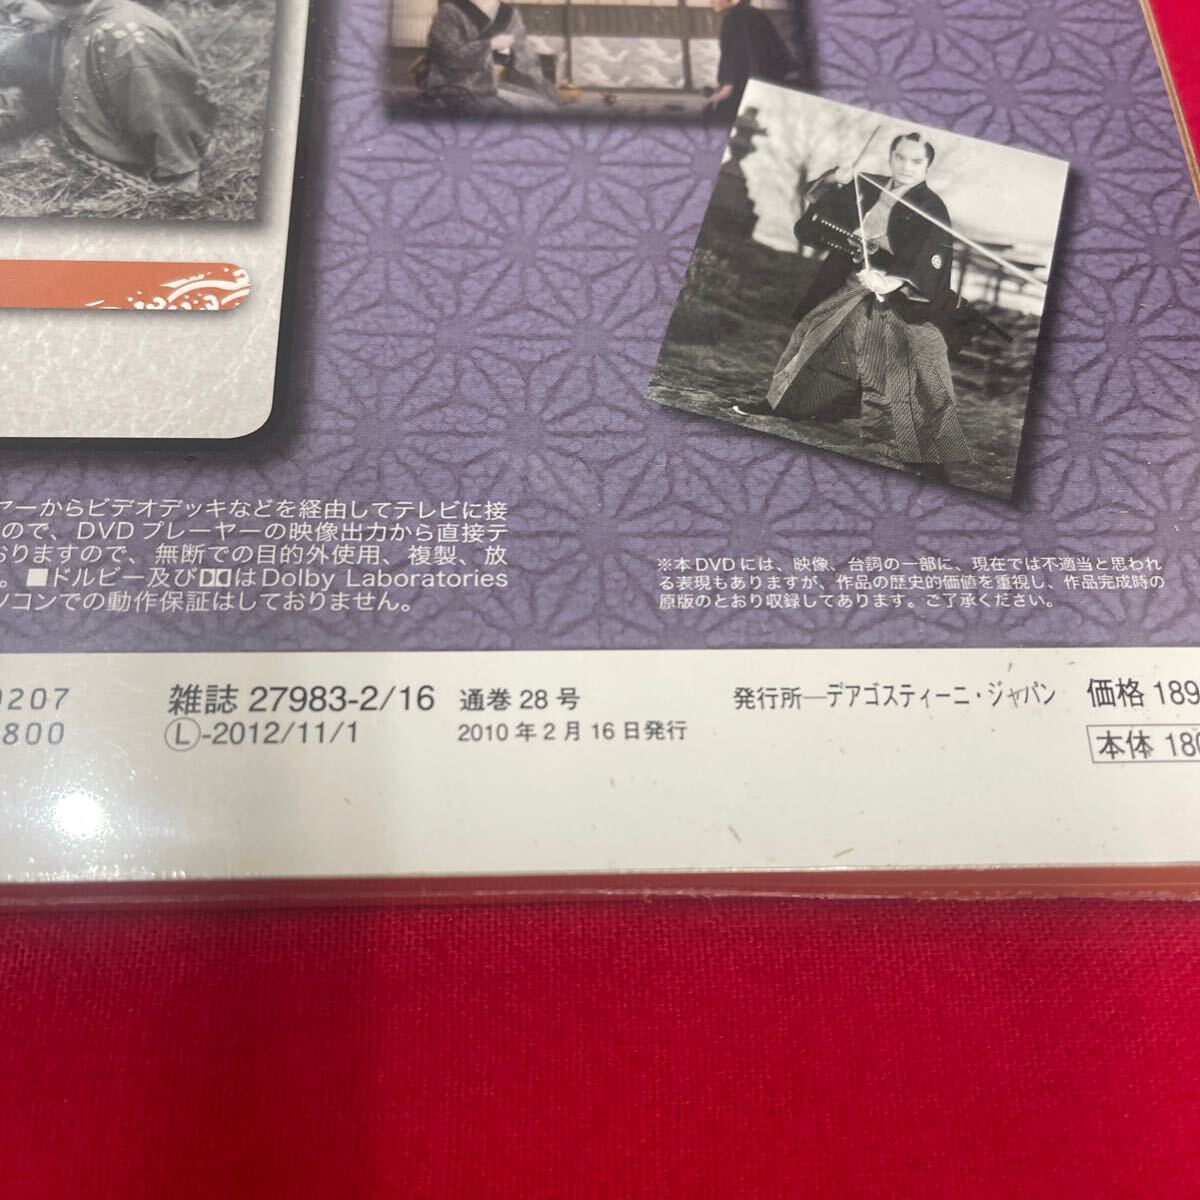 ヤーからビデオデッキなどを経由してテレビに接
ので、DVDプレーヤーの映像出力から直接テ
おりますので、無断での目的外使用、複製、放
。■ドルビー及びDDはDolby Laboratories
ソコンでの動作保証はしておりません。
※本DVDには、映像、台詞の一部に、現在では不適当と思われ
る表現もありますが、作品の歴史的価値を重視し、作品完成時の
原版のとおり収録してあります。ご了承ください。
0207
800
雑誌 27983-2/16
Ⓛ-2012/11/1
通巻28号
2010年2月16日発行
発行所―デアゴスティーニ・ジャパン
価格 189
本体 180